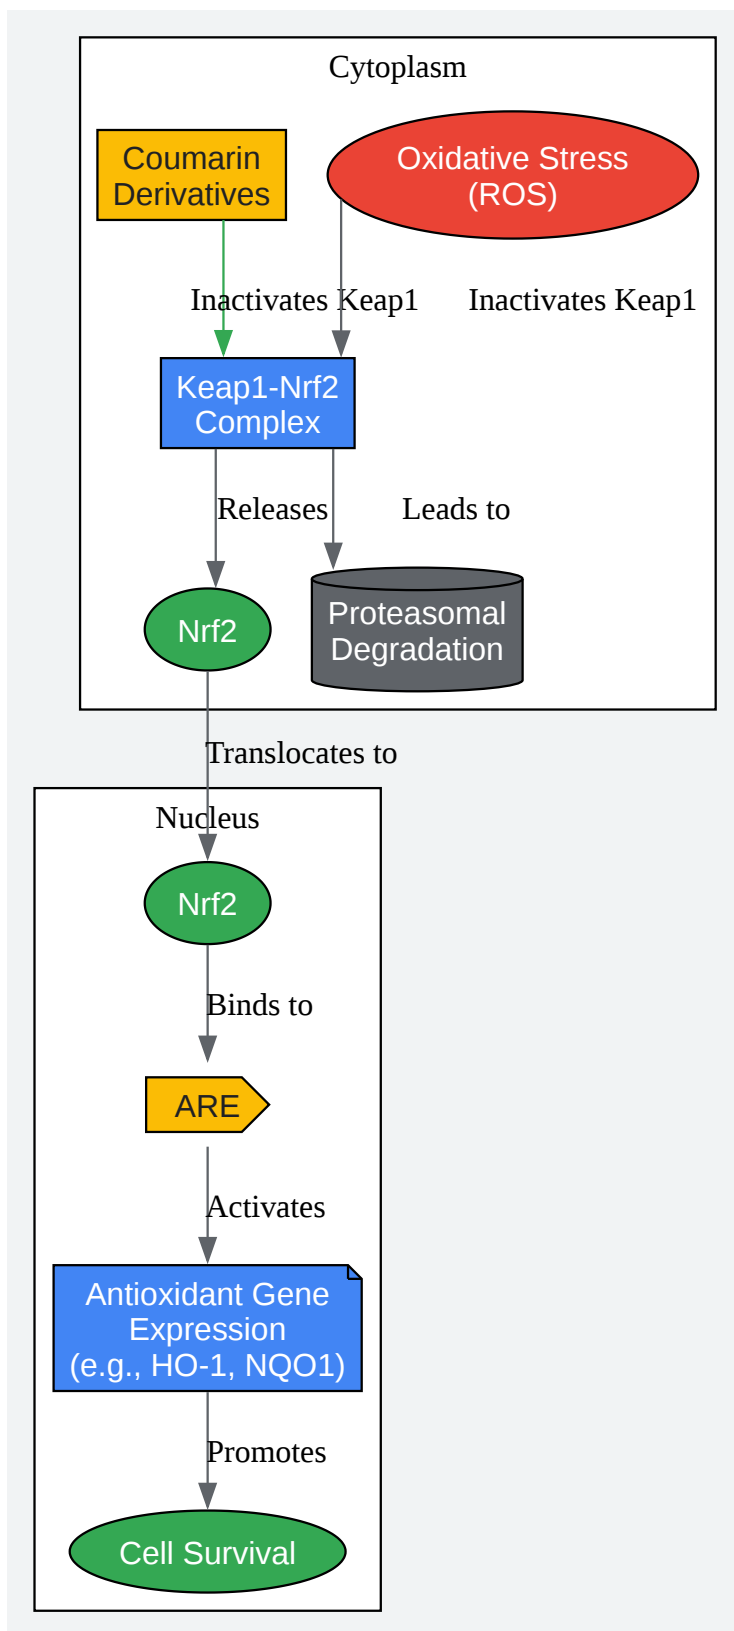 Cytoplasm
Coumarin
Derivatives
Oxidative Stress
(ROS)
Inactivates Keap1
Inactivates Keap1
Keap1-Nrf2
Complex
Releases
Leads to
Nrf2
Proteasomal
Degradation
Translocates to
Nucleus
Nrf2
Binds to
ARE
Activates
Antioxidant Gene
Expression
(e.g., HO-1, NQO1)
Promotes
Cell Survival